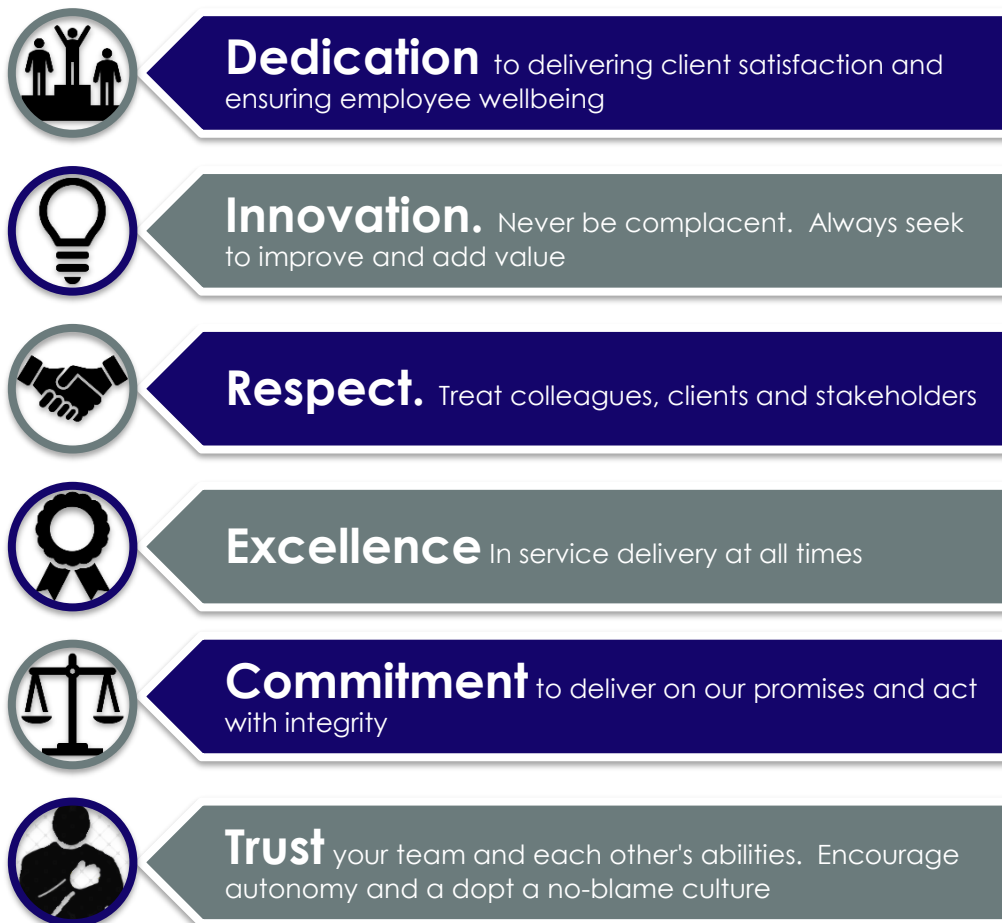 Dedication to delivering client satisfaction and
ensuring employee wellbeing
Innovation. Never be complacent. Always seek
to improve and add value
Respect. Treat colleagues, clients and stakeholders
Excellence In service delivery at all times
Commitment to deliver on our promises and act
with integrity
Trust your team and each other's abilities. Encourage
autonomy and a dopt a no-blame culture